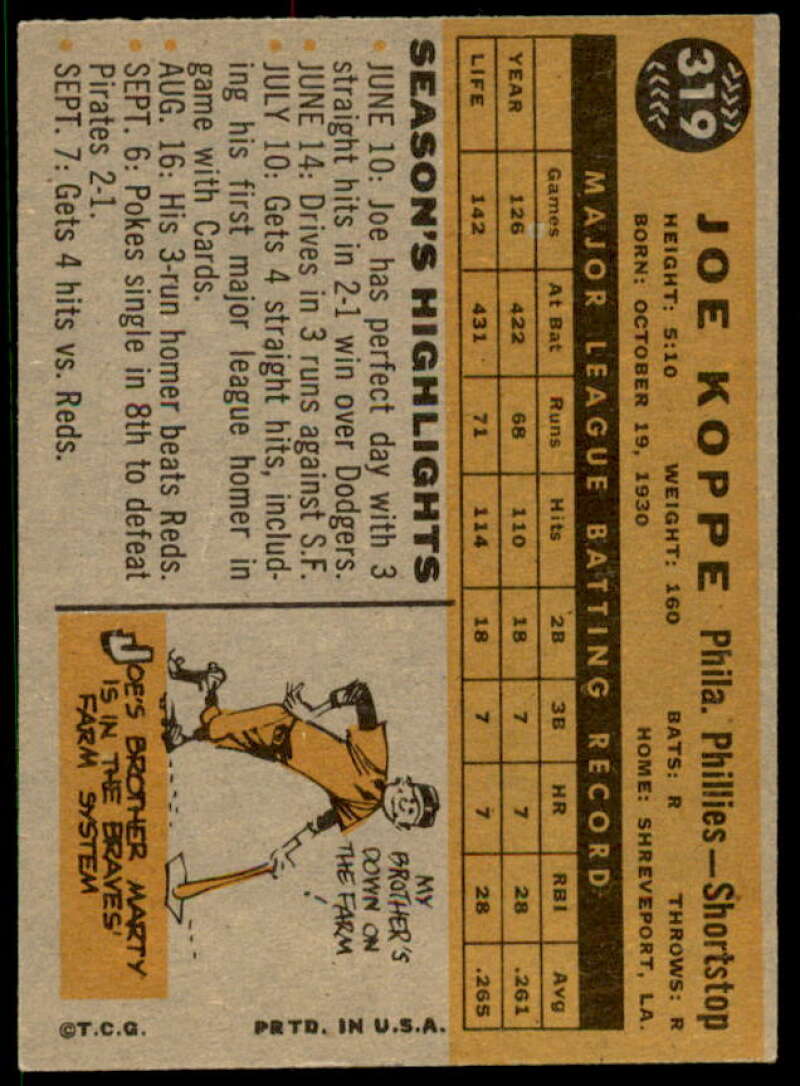 319
JOE KOPPE Phila. Phillies—Shortstop
HEIGHT: 5:10 WEIGHT: 160 BATS: R THROWS: R
BORN: OCTOBER 19, 1930 HOME: SHREVEPORT, LA.
MAJOR LEAGUE BATTING RECORD
Games At Bat Runs Hits 2B 3B HR RBI Avg
YEAR 126 422 68 110 18 7 7 28 .261
LIFE 142 431 71 114 18 7 7 28 .265
SEASON'S HIGHLIGHTS
• JUNE 10: Joe has perfect day with 3
straight hits in 2-1 win over Dodgers.
• JUNE 14: Drives in 3 runs against S.F.
• JULY 10: Gets 4 straight hits, includ-
ing his first major league homer in
game with Cards.
• AUG. 16: His 3-run homer beats Reds.
• SEPT. 6: Pokes single in 8th to defeat
Pirates 2-1.
• SEPT. 7: Gets 4 hits vs. Reds.
MY
BROTHER'S
DOWN ON
THE FARM
!
JOE'S BROTHER MARTY
IS IN THE BRAVES'
FARM SYSTEM
©T.C.G. PRTD. IN U.S.A.